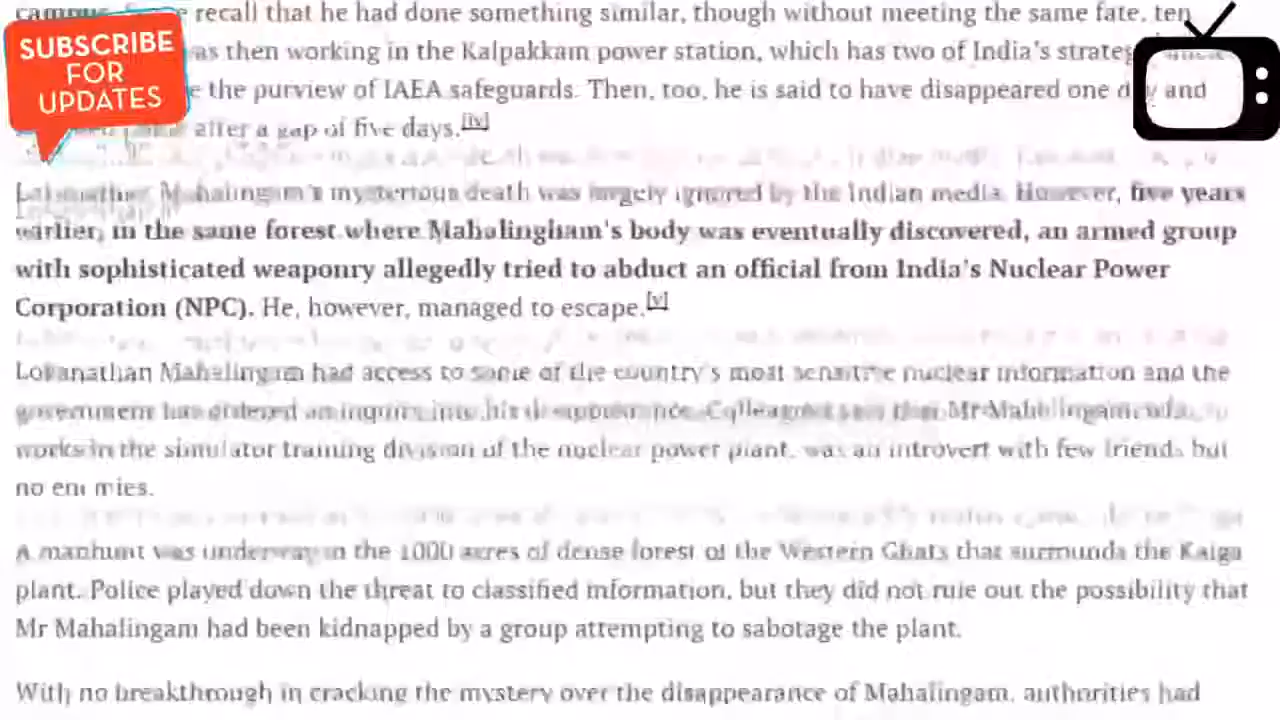 recall that he had done something similar, though without meeting the same fate, ten
SUBSCRIBE
FOR
UPDATES
was then working in the Kalpakkam power station, which has two of India's
the purview of IAEA safeguards. Then, too, he is said to have disappeared one day and
after a gap of five days.[iv]
Mahalingam's mysterious death was largely ignored by the Indian media. However, five years
earlier, in the same forest where Mahalingham's body was eventually discovered, an armed group
with sophisticated weaponry allegedly tried to abduct an official from India's Nuclear Power
Corporation (NPC). He, however, managed to escape.[v]
Lokanathan Mahalingam had access to some of the country's most sensitive nuclear information and the
government has ordered an inquiry into his disappearance. Colleagues said that Mr Mahalingam, who
works in the simulator training division of the nuclear power plant, was an introvert with few friends but
no enemies.
A manhunt was underway in the 1000 acres of dense forest of the Western Ghats that surrounds the Kaiga
plant. Police played down the threat to classified information, but they did not rule out the possibility that
Mr Mahalingam had been kidnapped by a group attempting to sabotage the plant.
With no breakthrough in cracking the mystery over the disappearance of Mahalingam, authorities had